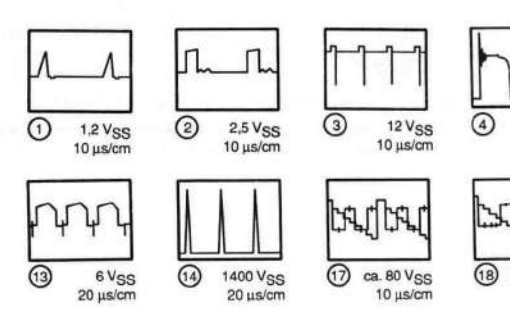 1 1,2 VSS
10 µs/cm
2 2,5 VSS
10 µs/cm
3 12 VSS
10 µs/cm
4
13 6 VSS
20 µs/cm
14 1400 VSS
20 µs/cm
17 ca. 80 VSS
10 µs/cm
18